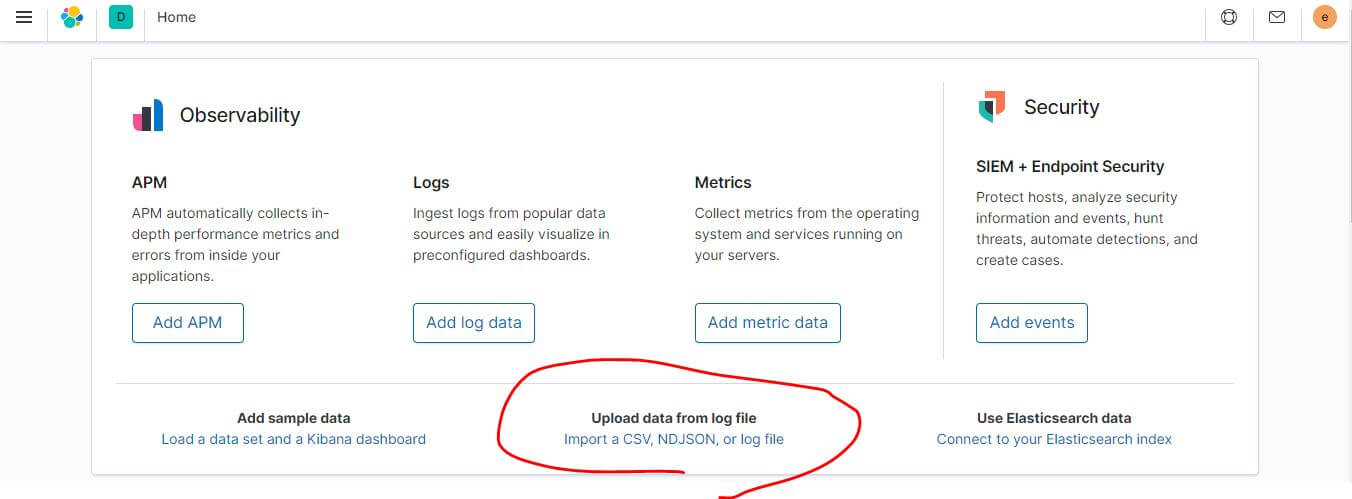 D
Home
e
Observability
APM
APM automatically collects in-
depth performance metrics and
errors from inside your
applications.
Add APM
Logs
Ingest logs from popular data
sources and easily visualize in
preconfigured dashboards.
Add log data
Metrics
Collect metrics from the operating
system and services running on
your servers.
Add metric data
Security
SIEM + Endpoint Security
Protect hosts, analyze security
information and events, hunt
threats, automate detections, and
create cases.
Add events
Add sample data
Load a data set and a Kibana dashboard
Upload data from log file
Import a CSV, NDJSON, or log file
Use Elasticsearch data
Connect to your Elasticsearch index